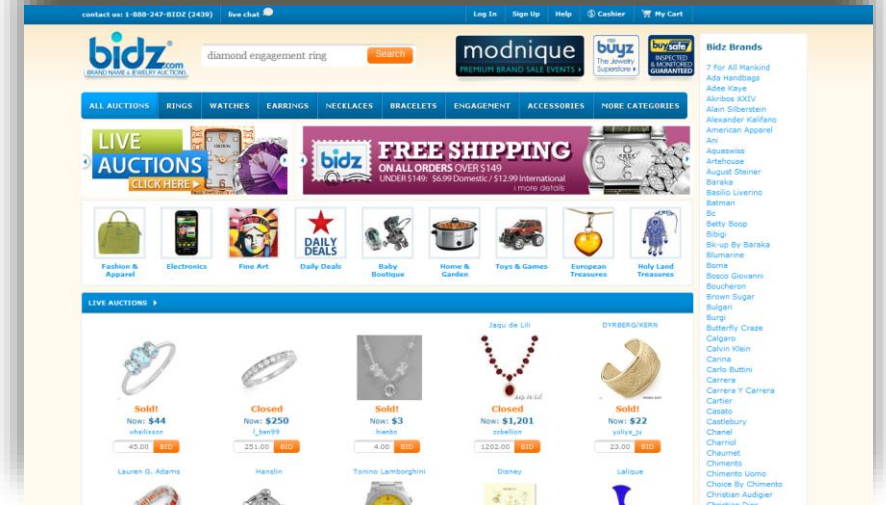 contact us: 1-888-247-BIDZ (2439) live chat
Log In Sign Up Help Cashier My Cart
bidz.com
BRAND NAME & JEWELRY AUCTIONS
diamond engagement ring Search
modnique
PREMIUM BRAND SALE EVENTS
buyz
The Jewelry
Superstore
buySAFE
INSPECTED
& MONITORED
GUARANTEED
ALL AUCTIONS RINGS WATCHES EARRINGS NECKLACES BRACELETS ENGAGEMENT ACCESSORIES MORE CATEGORIES
LIVE
AUCTIONS
CLICK HERE
bidz
FREE SHIPPING
ON ALL ORDERS OVER $149
UNDER $149: $6.99 Domestic / $12.99 International
more details
DAILY
DEALS
Fashion &
Apparel
Electronics
Fine Art
Daily Deals
Baby
Boutique
Home &
Garden
Toys & Games
European
Treasures
Holy Land
Treasures
LIVE AUCTIONS
Jaqu de Lili DYRBERG/KERN
Sold! Closed Sold! Closed Sold!
Now: $44 Now: $250 Now: $3 Now: $1,201 Now: $22
l_ben99 hienbo zcbellion yuliya_ju
45.00 BID 251.00 BID 4.00 BID 1202.00 BID 23.00 BID
Lauren G. Adams Hanslin Tonino Lamborghini Disney Lalique
Bidz Brands
7 For All Mankind
Ada Handbags
Adee Kaye
Akribos XXIV
Alain Silberstein
Alexander Kalifano
American Apparel
Ani
Aquaswiss
Artehouse
August Steiner
Baraka
Basilio Liverino
Batman
Bc
Betty Boop
Bibigi
Bk-up By Baraka
Blumarine
Borna
Bosco Giovanni
Boucheron
Brown Sugar
Bulgari
Burgi
Butterfly Craze
Calgaro
Calvin Klein
Carina
Carlo Buttini
Carrera
Carrera Y Carrera
Cartier
Casato
Castlebury
Chanel
Charriol
Chaumet
Chimento
Chimento Uomo
Choice By Chimento
Christian Audigier
Christian Dior